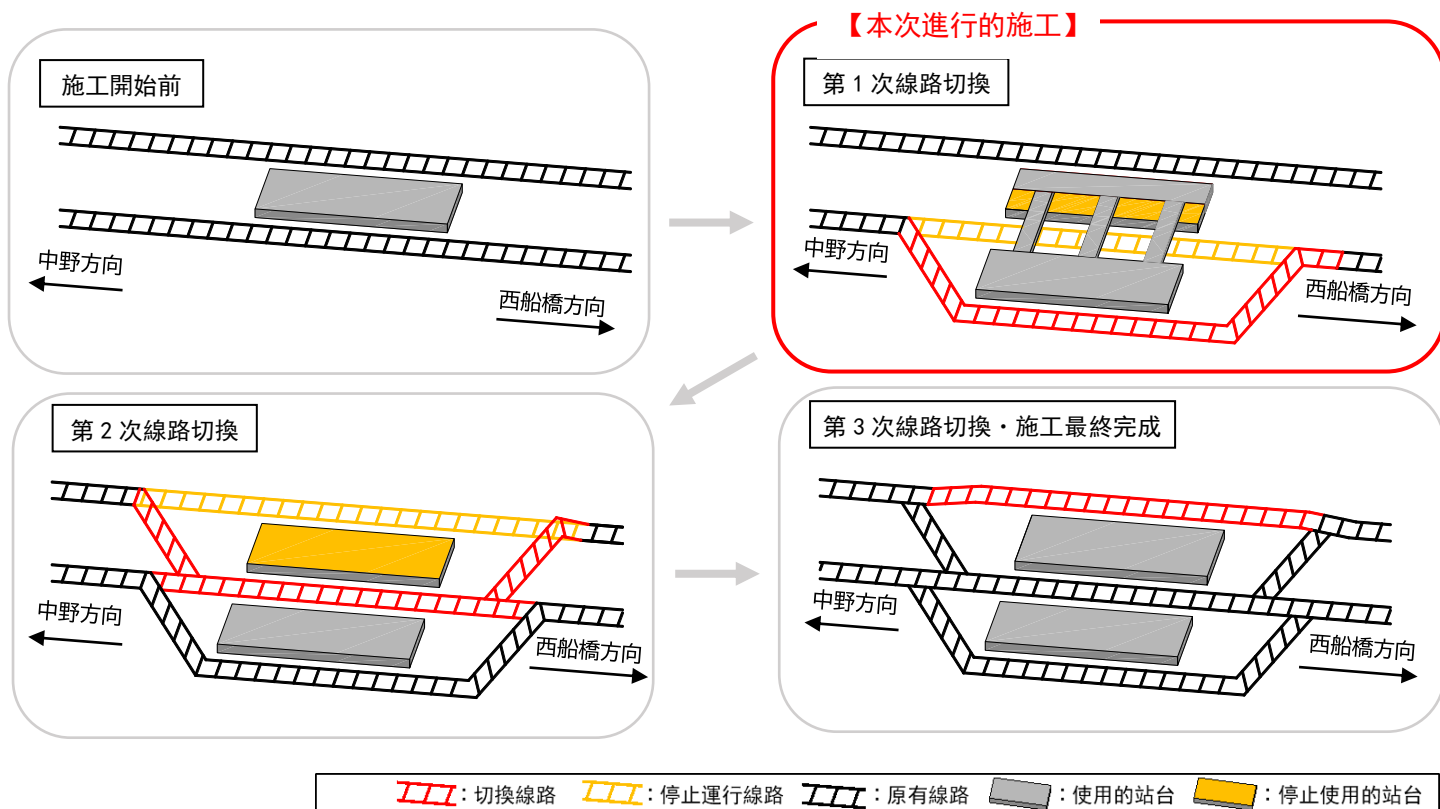 【本次進行的施工】
施工開始前
第1次線路切換
中野方向
西船橋方向
中野方向
西船橋方向
第2次線路切換
第3次線路切換・施工最終完成
中野方向
西船橋方向
中野方向
西船橋方向
：切換線路 ：停止運行線路 ：原有線路 ：使用的站台 ：停止使用的站台